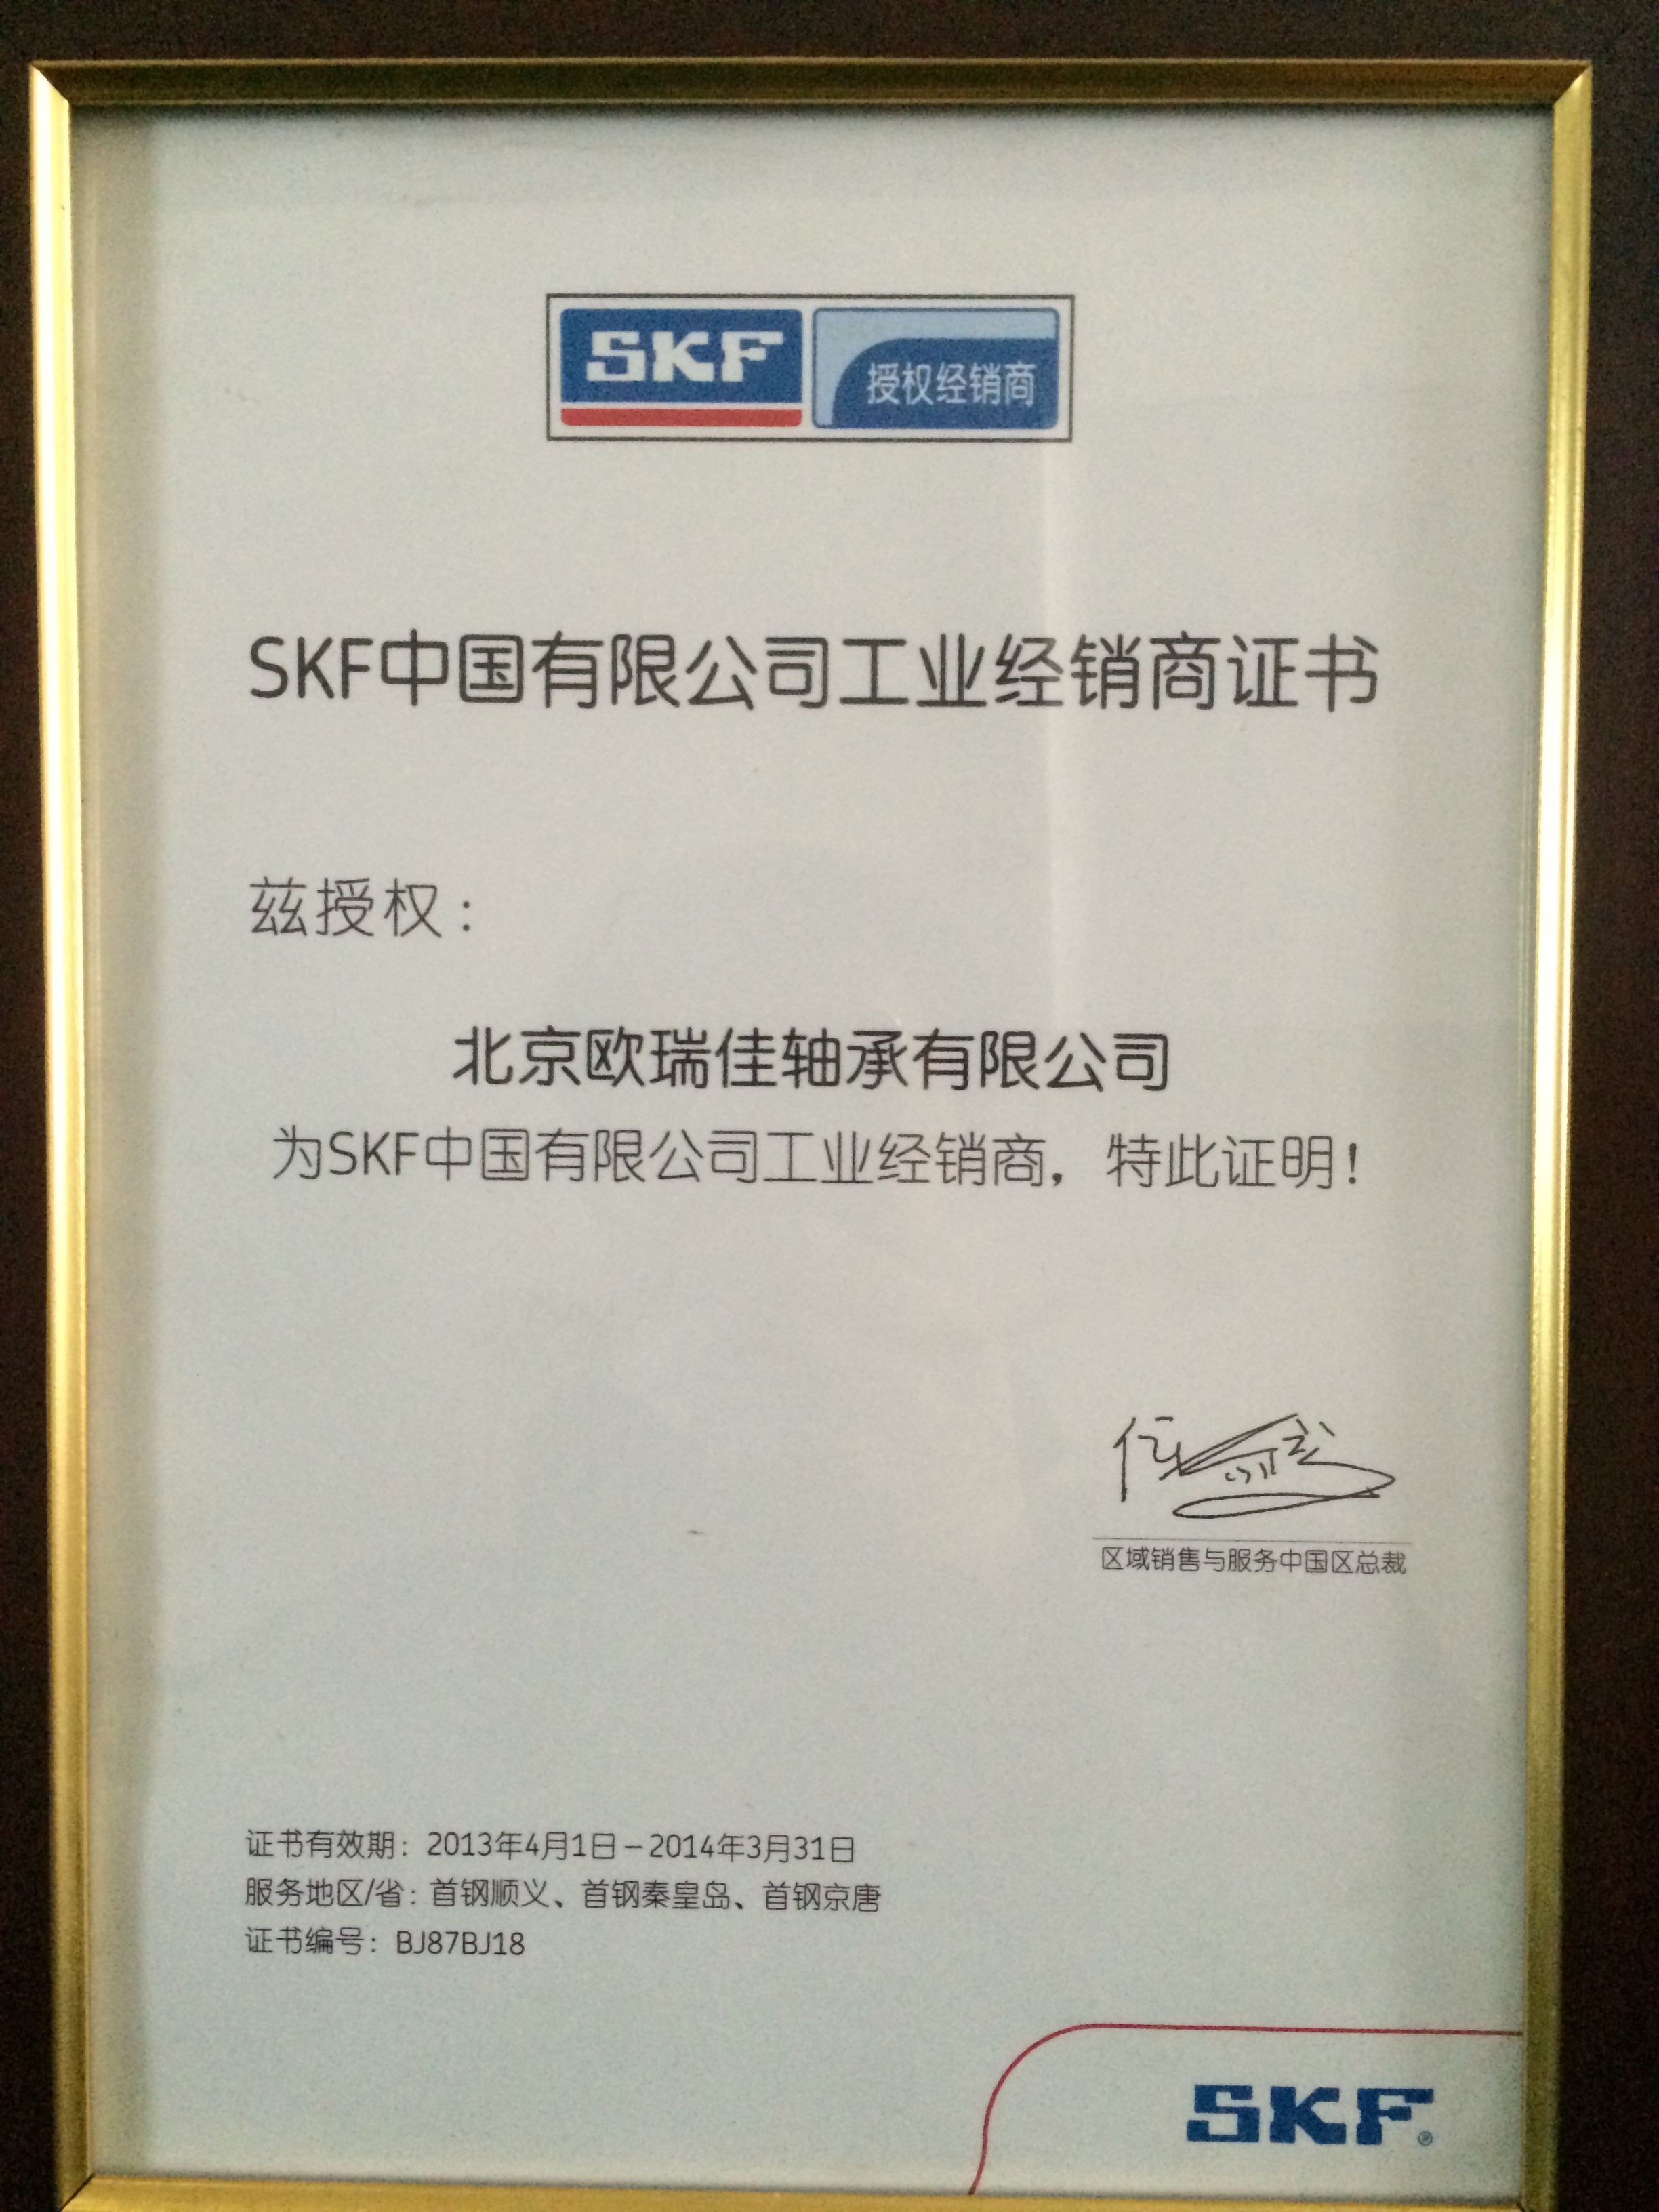 SKF 授权经销商
SKF中国有限公司工业经销商证书
兹授权：
北京欧瑞佳轴承有限公司
为SKF中国有限公司工业经销商，特此证明！
区域销售与服务中国区总裁
证书有效期：2013年4月1日－2014年3月31日
服务地区/省：首钢顺义、首钢秦皇岛、首钢京唐
证书编号：BJ87BJ18
SKF®